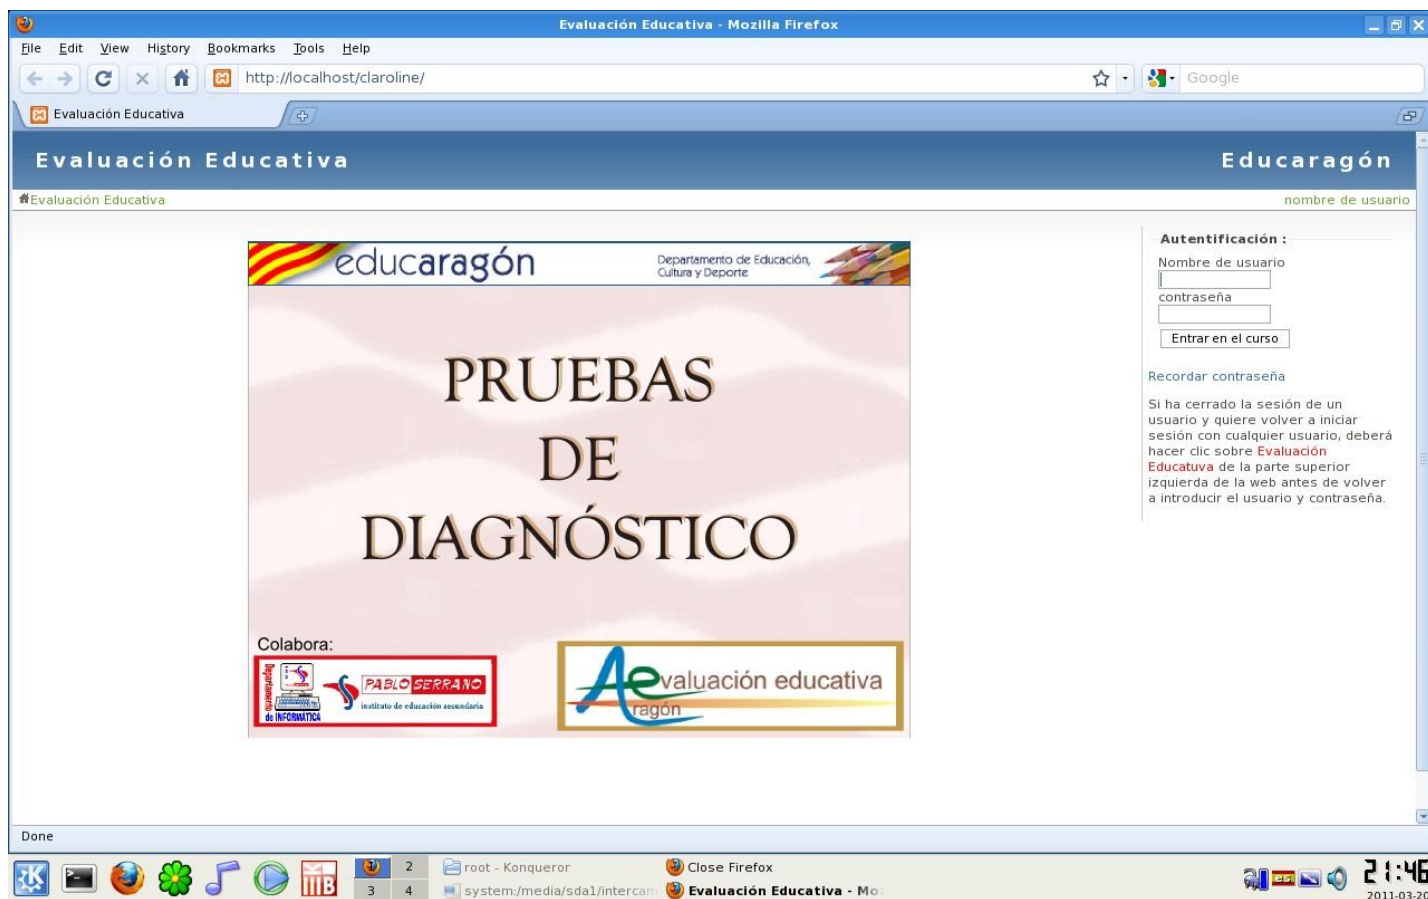 Evaluación Educativa - Mozilla Firefox
File Edit View History Bookmarks Tools Help
http://localhost/claroline/
Google
Evaluación Educativa
Evaluación Educativa
Educaragón
Evaluación Educativa
nombre de usuario
educaragón
Departamento de Educación,
Cultura y Deporte
PRUEBAS
DE
DIAGNÓSTICO
Colabora:
Departamento
de INFORMÁTICA
PABLO SERRANO
instituto de educación secundaria
Aevaluación educativa
ragón
Autentificación :
Nombre de usuario
contraseña
Entrar en el curso
Recordar contraseña
Si ha cerrado la sesión de un
usuario y quiere volver a iniciar
sesión con cualquier usuario, deberá
hacer clic sobre Evaluación
Educatuva de la parte superior
izquierda de la web antes de volver
a introducir el usuario y contraseña.
Done
2
3 4
root - Konqueror
system:/media/sda1/intercam
Close Firefox
Evaluación Educativa - Mo
es
21:46
2011-03-20